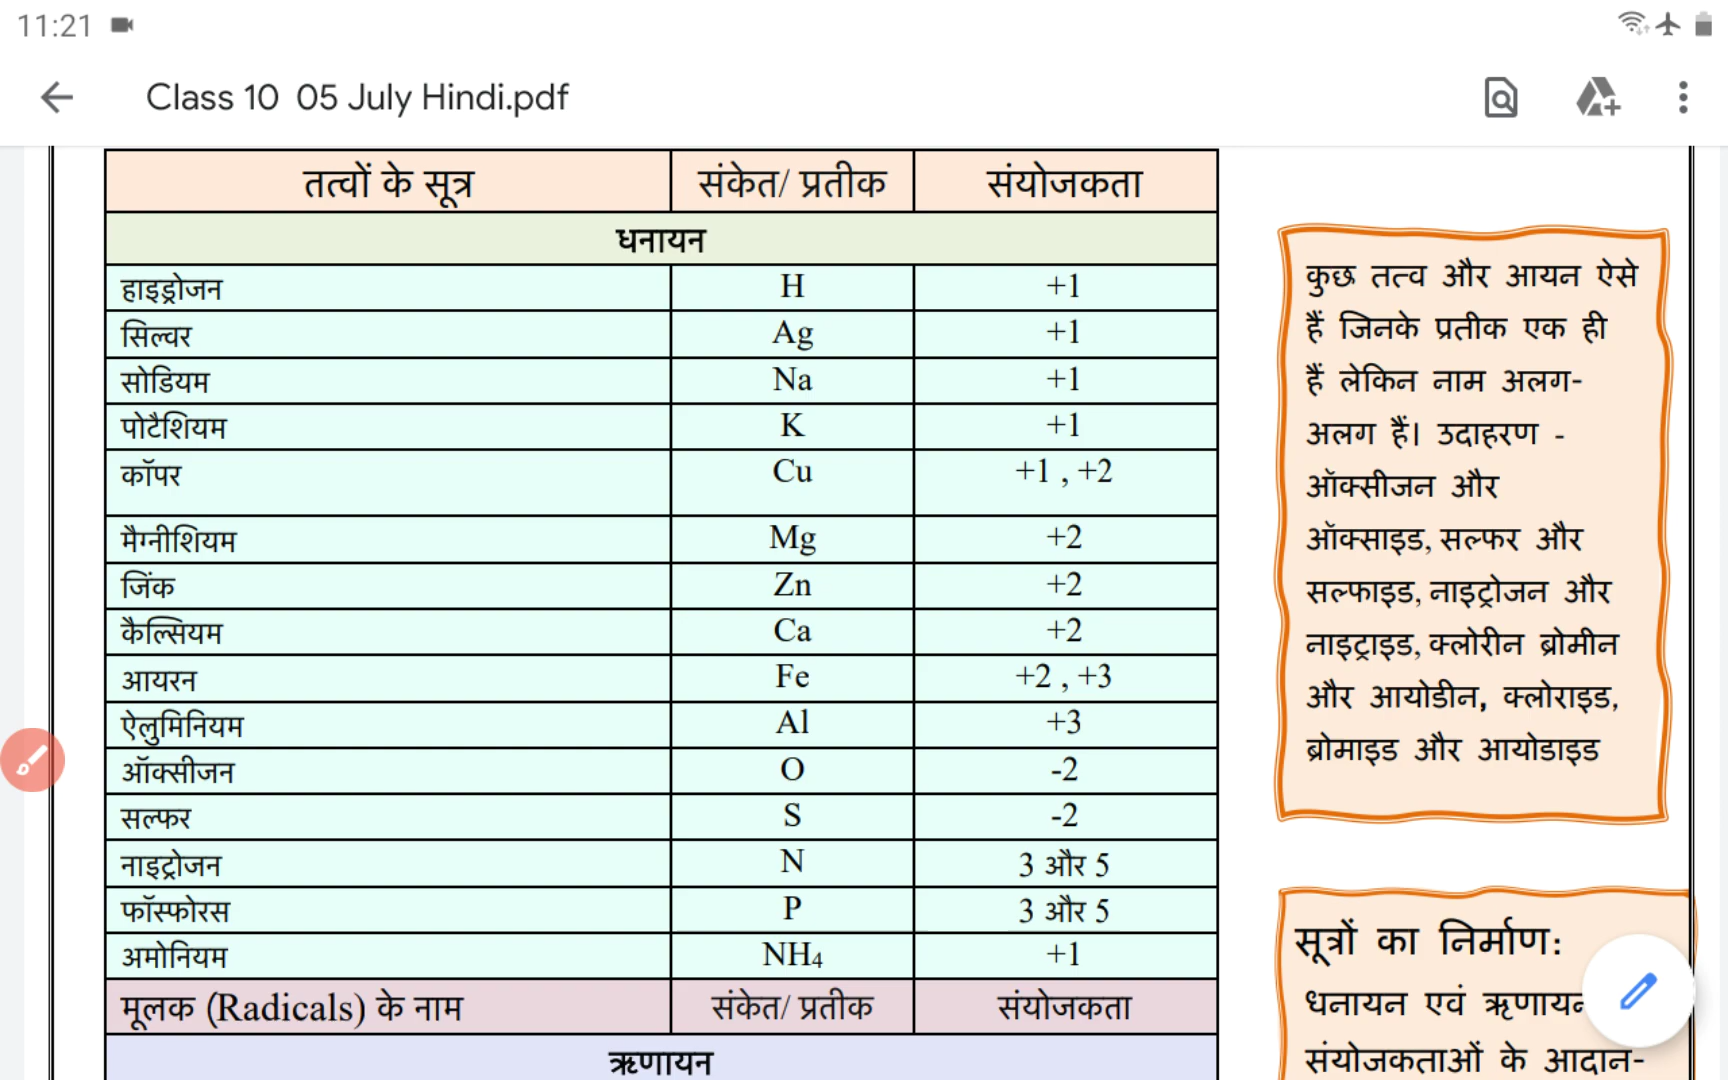 11:21
Class 10 05 July Hindi.pdf
तत्वों के सूत्र संकेत/ प्रतीक संयोजकता
धनायन
हाइड्रोजन H +1
सिल्वर Ag +1
सोडियम Na +1
पोटैशियम K +1
कॉपर Cu +1 , +2
मैग्नीशियम Mg +2
जिंक Zn +2
कैल्सियम Ca +2
आयरन Fe +2 , +3
ऐलुमिनियम Al +3
ऑक्सीजन O -2
सल्फर S -2
नाइट्रोजन N 3 और 5
फॉस्फोरस P 3 और 5
अमोनियम NH4 +1
मूलक (Radicals) के नाम संकेत/ प्रतीक संयोजकता
ऋणायन
कुछ तत्व और आयन ऐसे
हैं जिनके प्रतीक एक ही
हैं लेकिन नाम अलग-
अलग हैं। उदाहरण -
ऑक्सीजन और
ऑक्साइड, सल्फर और
सल्फाइड, नाइट्रोजन और
नाइट्राइड, क्लोरीन ब्रोमीन
और आयोडीन, क्लोराइड,
ब्रोमाइड और आयोडाइड
सूत्रों का निर्माण:
धनायन एवं ऋणायन
संयोजकताओं के आदान-